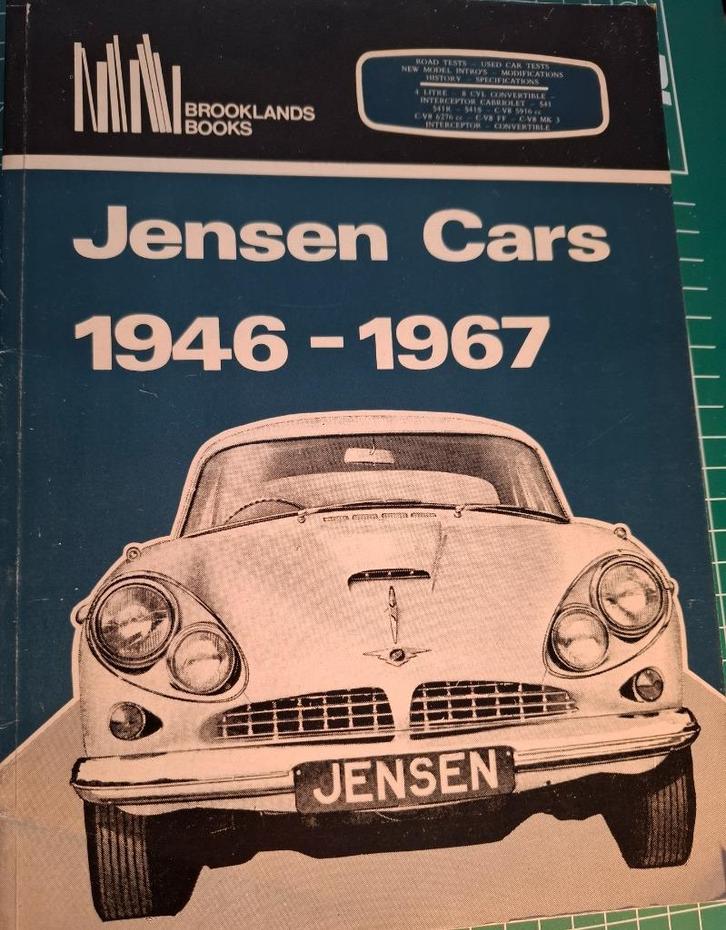 BROOKLANDS
BOOKS
ROAD TESTS - USED CAR TESTS
NEW MODEL INTRO'S - MODIFICATIONS
HISTORY - SPECIFICATIONS
4 LITRE - 8 CYL CONVERTIBLE -
INTERCEPTOR CABRIOLET - 541
541R - 541S - C-V8 5916 cc
C-V8 6276 cc - C-V8 FF - C-V8 MK 3
INTERCEPTOR - CONVERTIBLE
Jensen Cars
1946 - 1967
JENSEN